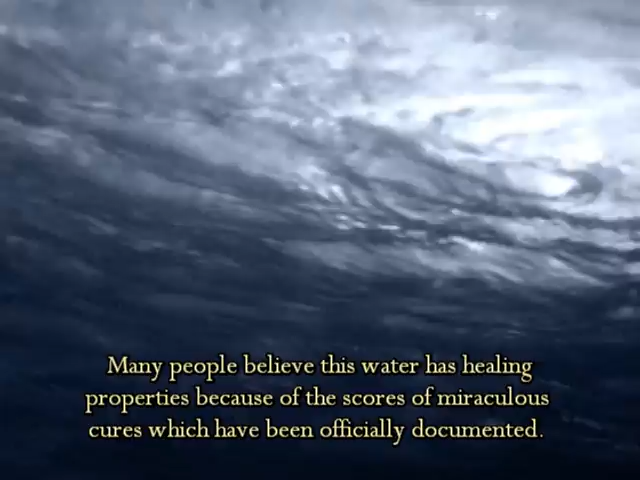 Many people believe this water has healing
properties because of the scores of miraculous
cures which have been officially documented.